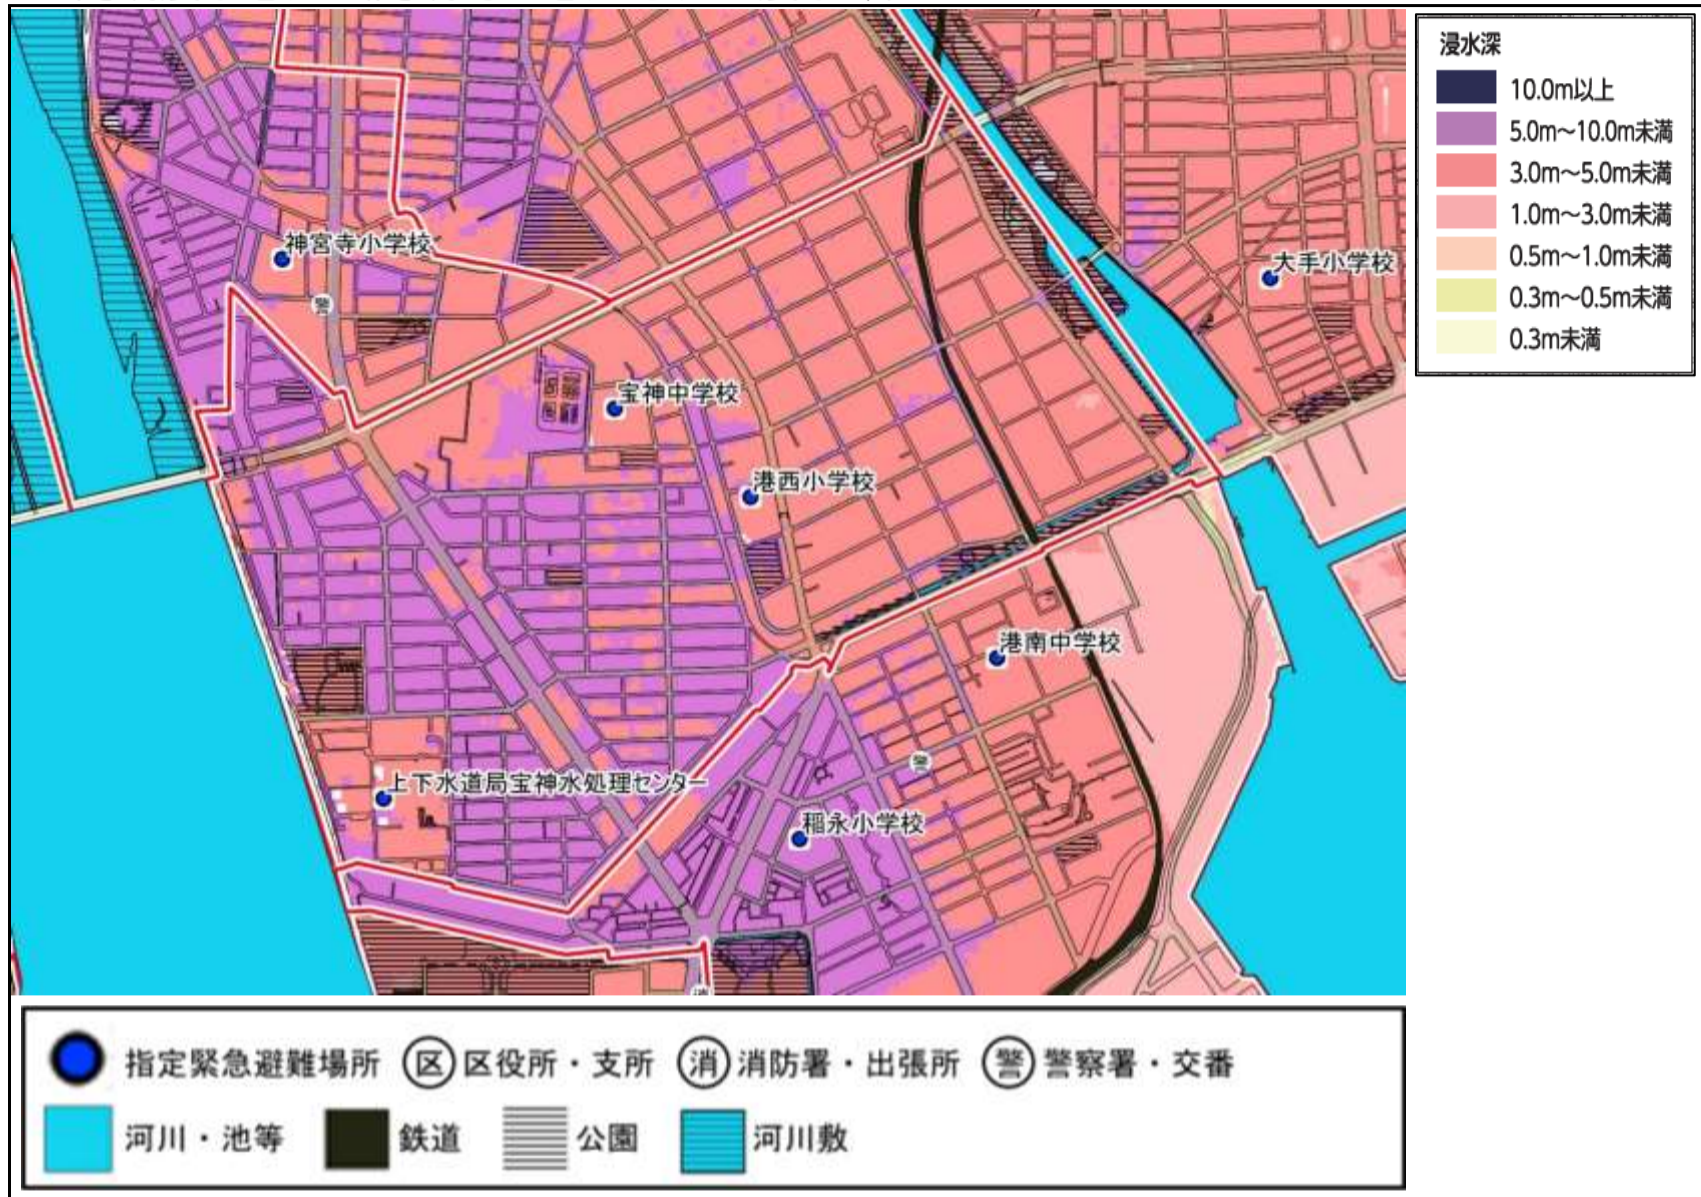 浸水深
10.0m以上
5.0m～10.0m未満
3.0m～5.0m未満
1.0m～3.0m未満
0.5m～1.0m未満
0.3m～0.5m未満
0.3m未満
神宮寺小学校
大手小学校
警
宝神中学校
港西小学校
港南中学校
警
上下水道局宝神水処理センター
稲永小学校
消
指定緊急避難場所 区 区役所・支所 消 消防署・出張所 警 警察署・交番
河川・池等 鉄道 公園 河川敷